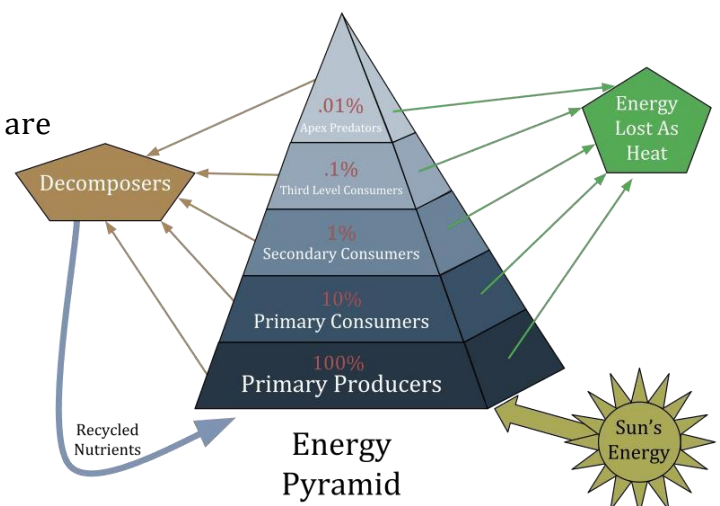 are
.01%
Apex Predators
.1%
Third Level Consumers
1%
Secondary Consumers
10%
Primary Consumers
100%
Primary Producers
Decomposers
Energy
Lost As
Heat
Recycled
Nutrients
Energy
Pyramid
Sun's
Energy